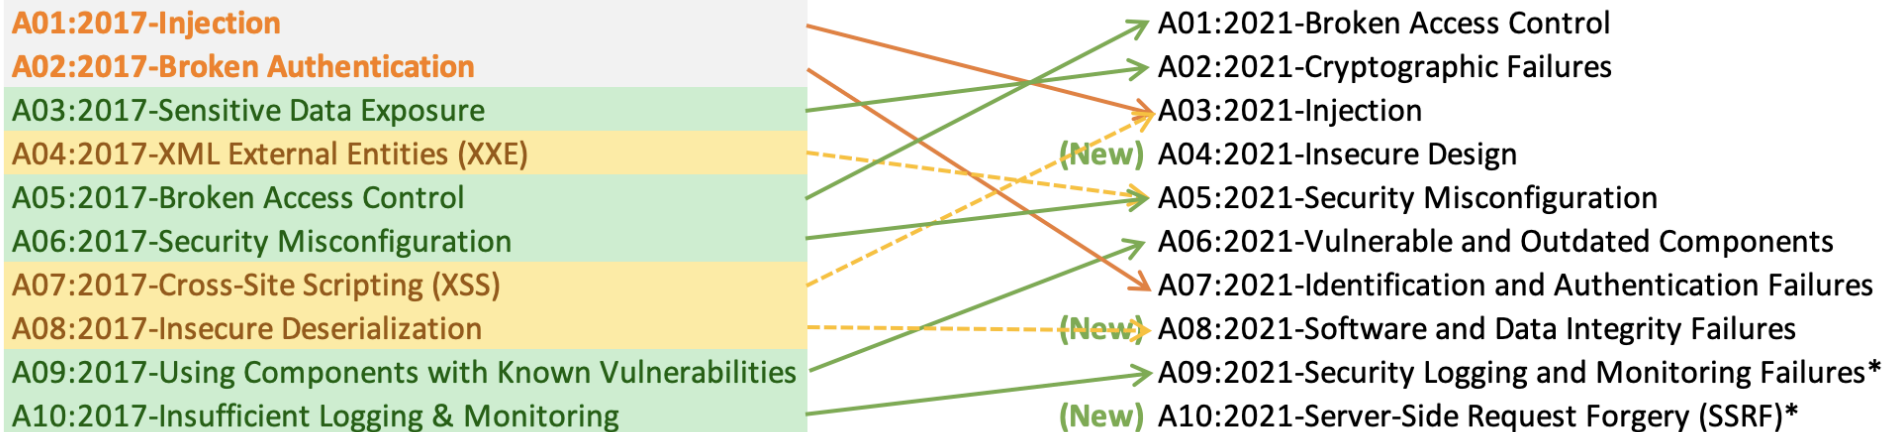 A01:2017-Injection
A02:2017-Broken Authentication
A03:2017-Sensitive Data Exposure
A04:2017-XML External Entities (XXE)
A05:2017-Broken Access Control
A06:2017-Security Misconfiguration
A07:2017-Cross-Site Scripting (XSS)
A08:2017-Insecure Deserialization
A09:2017-Using Components with Known Vulnerabilities
A10:2017-Insufficient Logging & Monitoring
A01:2021-Broken Access Control
A02:2021-Cryptographic Failures
A03:2021-Injection
(New) A04:2021-Insecure Design
A05:2021-Security Misconfiguration
A06:2021-Vulnerable and Outdated Components
A07:2021-Identification and Authentication Failures
(New) A08:2021-Software and Data Integrity Failures
A09:2021-Security Logging and Monitoring Failures*
(New) A10:2021-Server-Side Request Forgery (SSRF)*